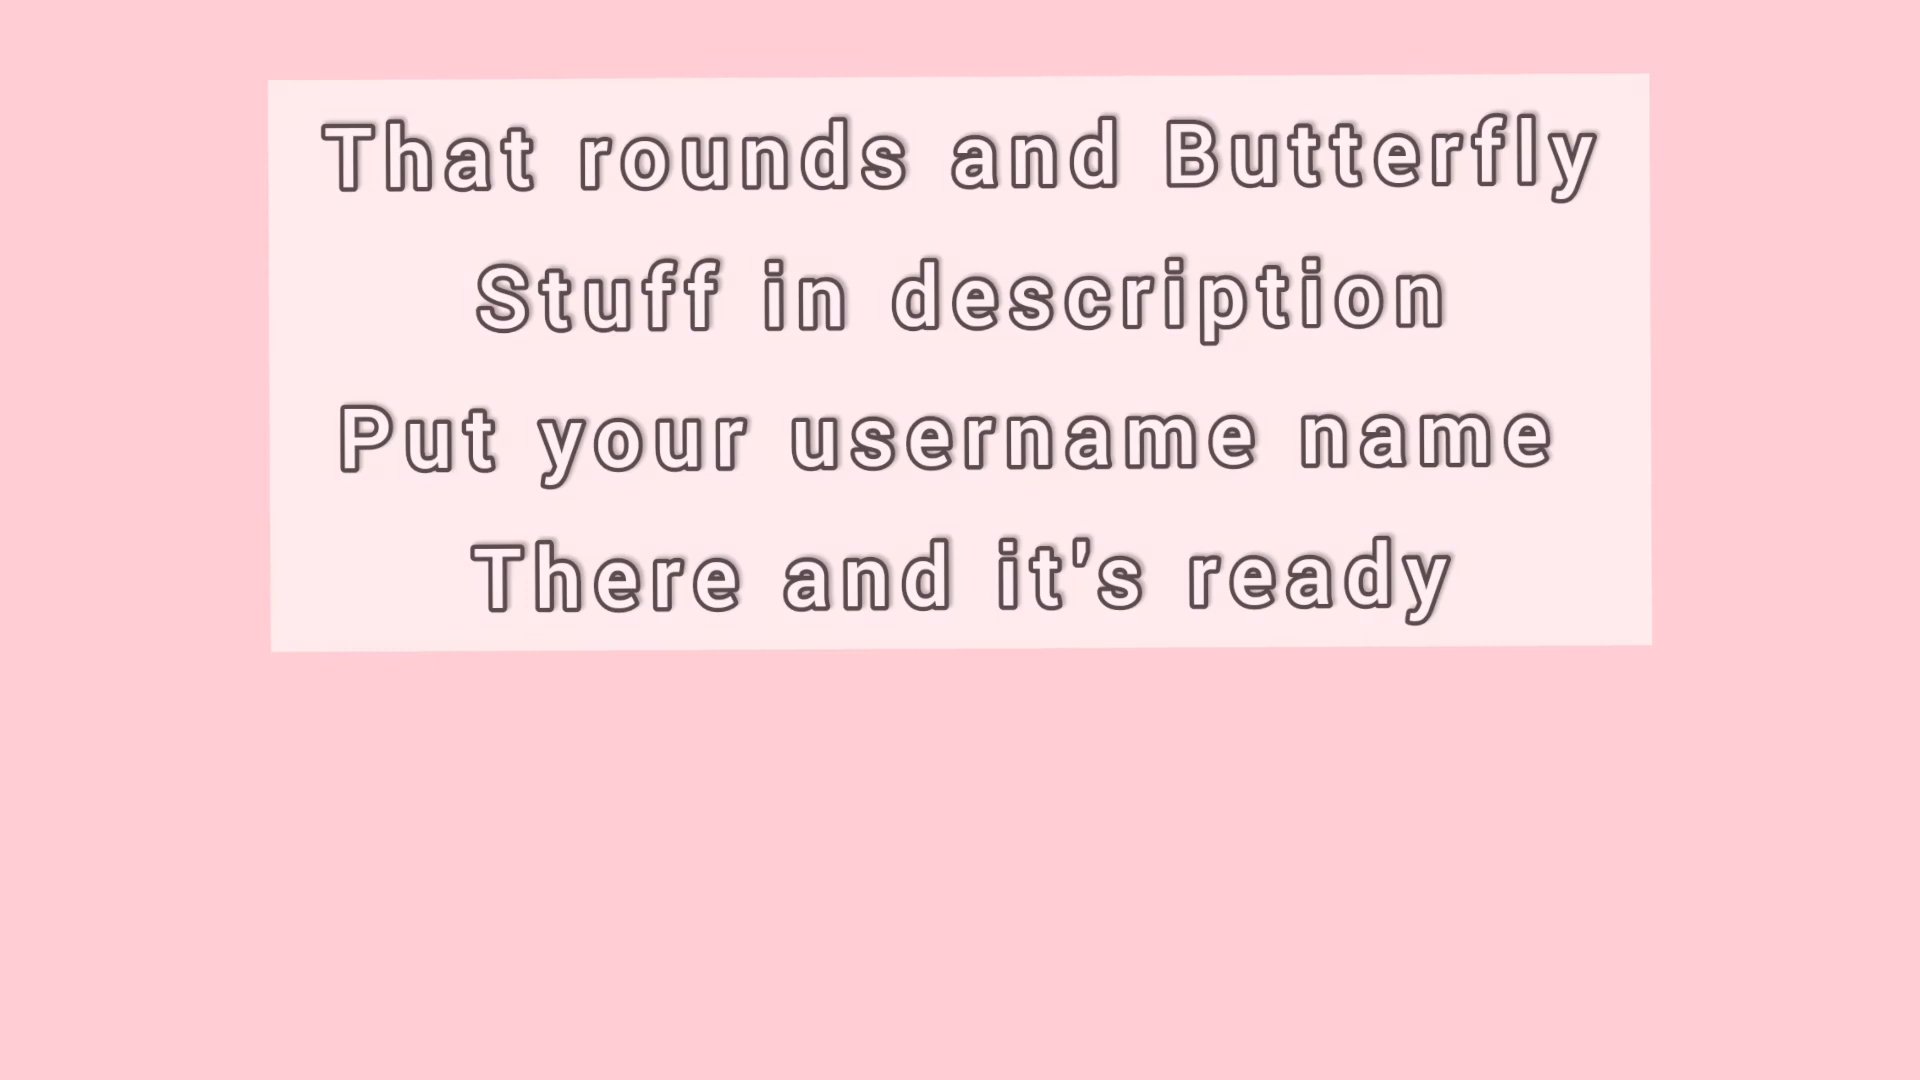 That rounds and Butterfly
Stuff in description
Put your username name
There and it's ready